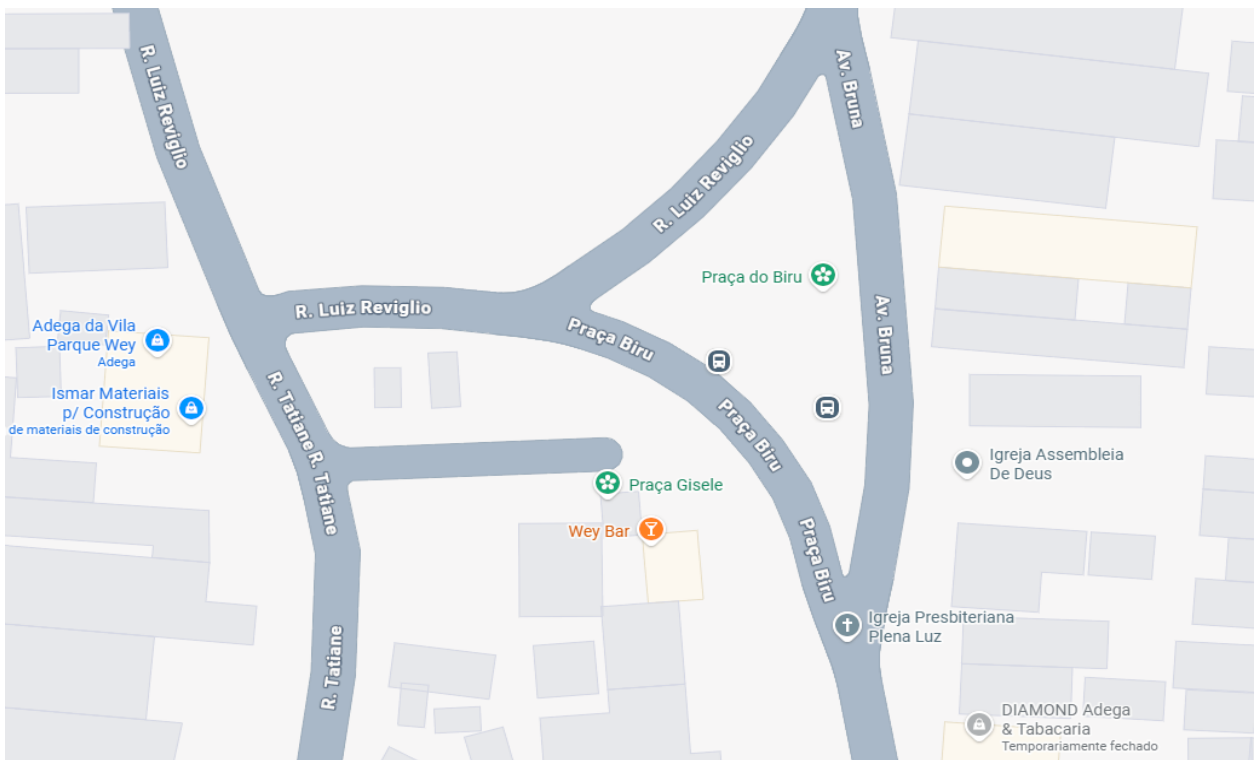 R. Luiz Reviglio
Av. Bruna
R. Luiz Reviglio
Praça do Biru
R. Luiz Reviglio
Av. Bruna
Adega da Vila
Parque Wey
Adega
Praça Biru
Ismar Materiais
p/ Construção
de materiais de construção
R. Tatiane
Praça Biru
R. Tatiane
Igreja Assembleia
De Deus
Praça Gisele
Wey Bar
Praça Biru
Igreja Presbiteriana
Plena Luz
R. Tatiane
DIAMOND Adega
& Tabacaria
Temporariamente fechado